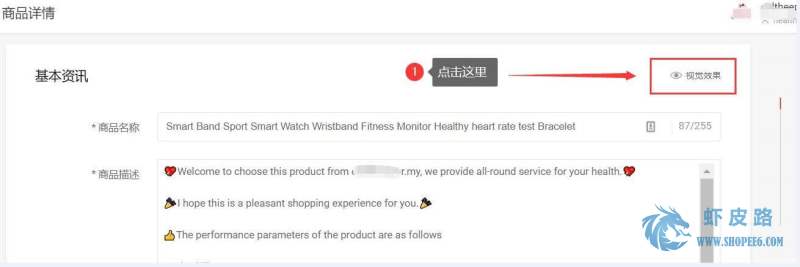 商品详情
基本资讯
1 点击这里
视觉效果
* 商品名称
Smart Band Sport Smart Watch Wristband Fitness Monitor Healthy heart rate test Bracelet
87/255
* 商品描述
Welcome to choose this product from r.my, we provide all-round service for your health.
I hope this is a pleasant shopping experience for you.
The performance parameters of the product are as follows
虾皮路
WWW.SHOPEE6.COM